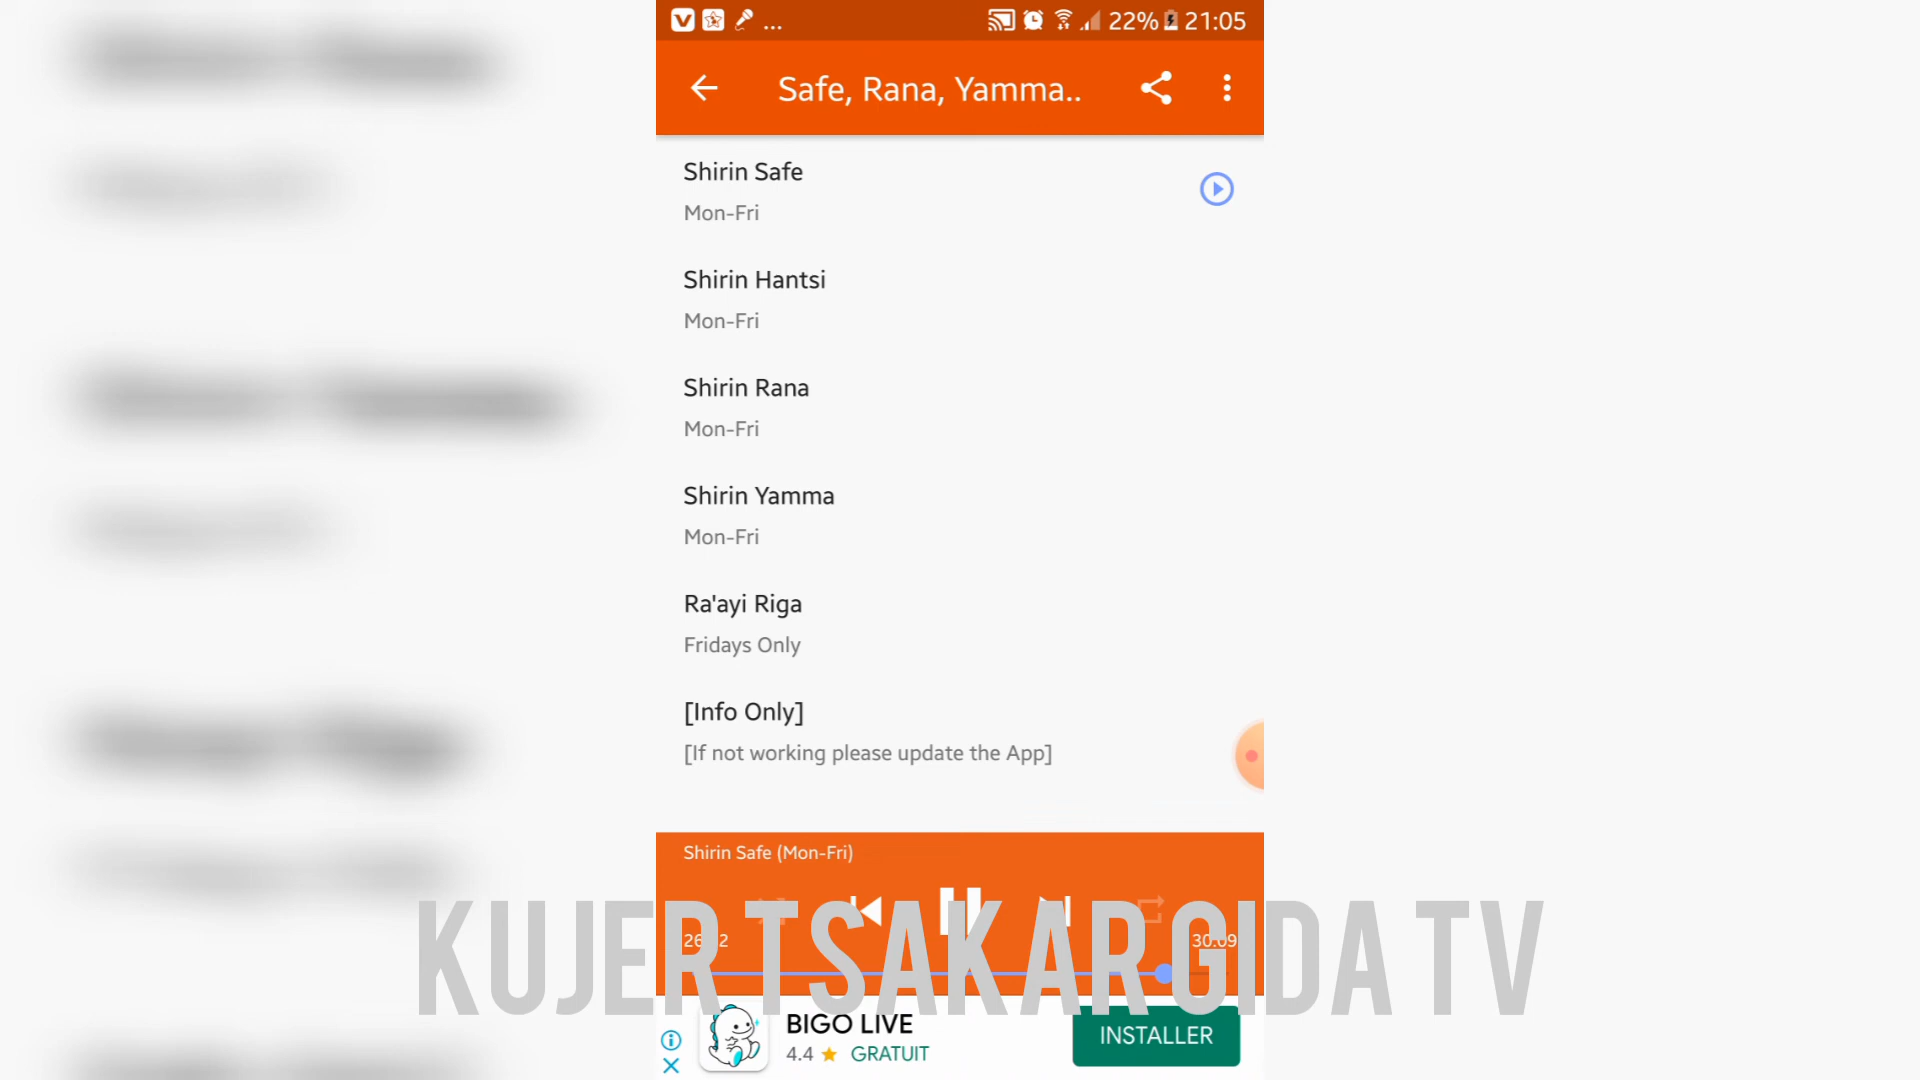 ... 22% 21:05
Safe, Rana, Yamma..
Shirin Safe
Mon-Fri
Shirin Hantsi
Mon-Fri
Shirin Rana
Mon-Fri
Shirin Yamma
Mon-Fri
Ra'ayi Riga
Fridays Only
[Info Only]
[If not working please update the App]
Shirin Safe (Mon-Fri)
30:09
KUJER TSAKAR GIDA TV
BIGO LIVE
4.4 GRATUIT
INSTALLER